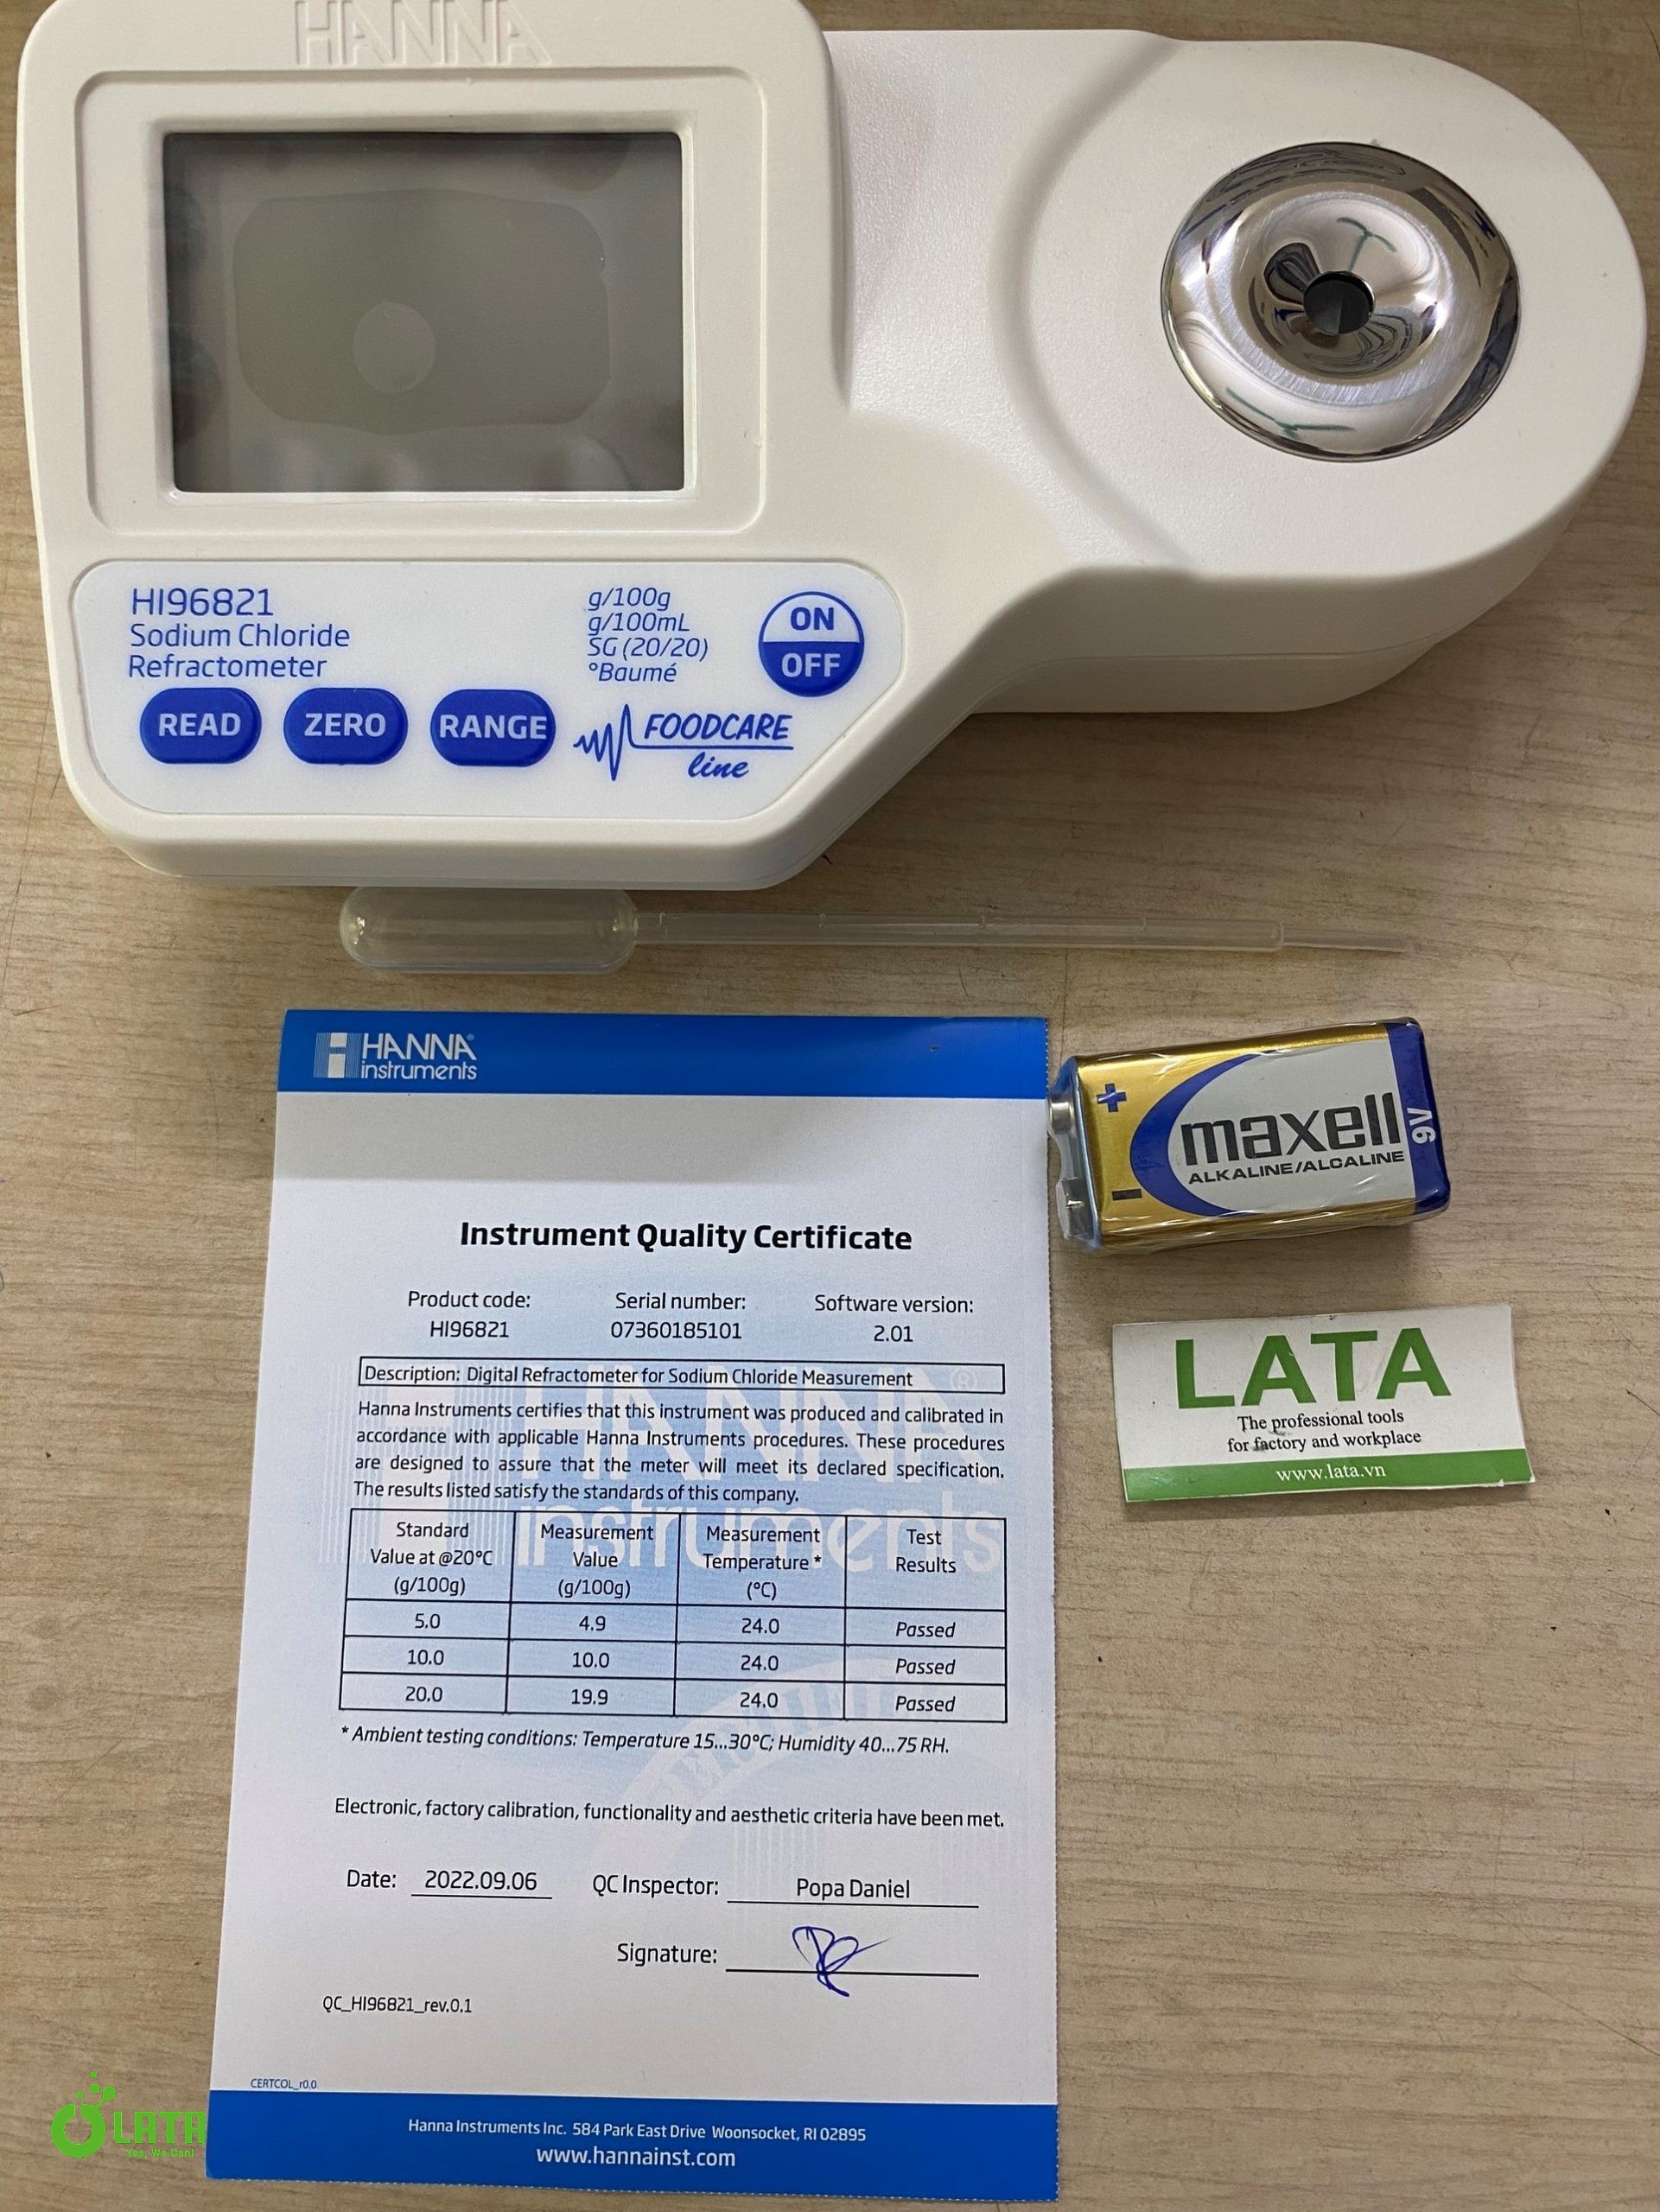 HANNA
HI96821
Sodium Chloride
Refractometer
g/100g
g/100mL
SG (20/20)
°Baumé
ON
OFF
READ
ZERO
RANGE
FOODCARE
line
HANNA®
instruments
maxell
ALKALINE/ALCALINE
9V
+
-
Instrument Quality Certificate
Product code: Serial number: Software version:
HI96821 07360185101 2.01
Description: Digital Refractometer for Sodium Chloride Measurement
Hanna Instruments certifies that this instrument was produced and calibrated in
accordance with applicable Hanna Instruments procedures. These procedures
are designed to assure that the meter will meet its declared specification.
The results listed satisfy the standards of this company.
Standard Measurement Measurement Test
Value at @20°C Value Temperature * Results
(g/100g) (g/100g) (°C)
5.0 4.9 24.0 Passed
10.0 10.0 24.0 Passed
20.0 19.9 24.0 Passed
* Ambient testing conditions: Temperature 15...30°C; Humidity 40...75 RH.
Electronic, factory calibration, functionality and aesthetic criteria have been met.
Date: 2022.09.06 QC Inspector: Popa Daniel
Signature:
QC_HI96821_rev.0.1
CERTCOL_r0.0
Hanna Instruments Inc. 584 Park East Drive Woonsocket, RI 02895
www.hannainst.com
LATA
The professional tools
for factory and workplace
www.lata.vn
LATA
Yes, We Can!